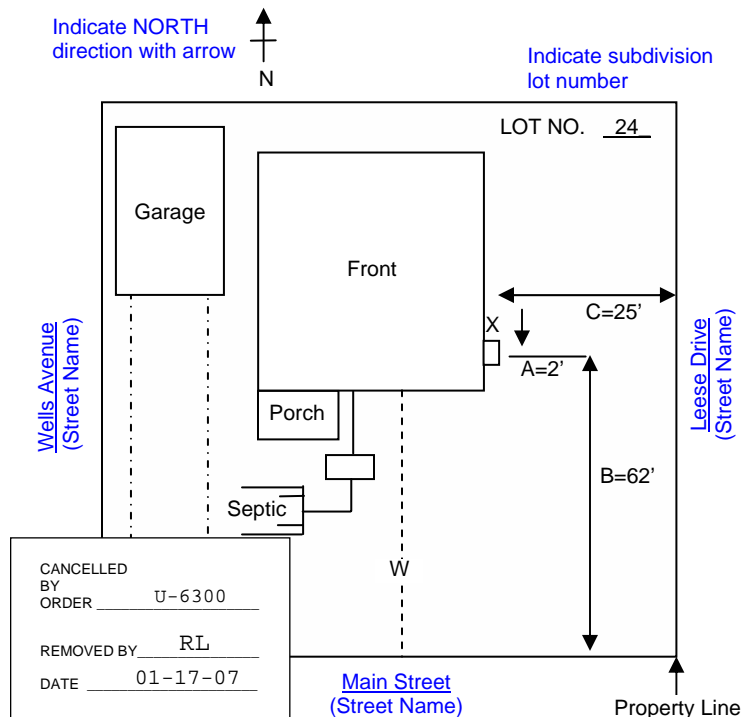 Indicate NORTH
direction with arrow
N
Indicate subdivision
lot number
LOT NO. 24
Garage
Front
C=25’
X
A=2’
Wells Avenue
(Street Name)
Leese Drive
(Street Name)
Porch
B=62’
Septic
W
CANCELLED
BY
ORDER U-6300
REMOVED BY RL
DATE 01-17-07
Main Street
(Street Name)
Property Line